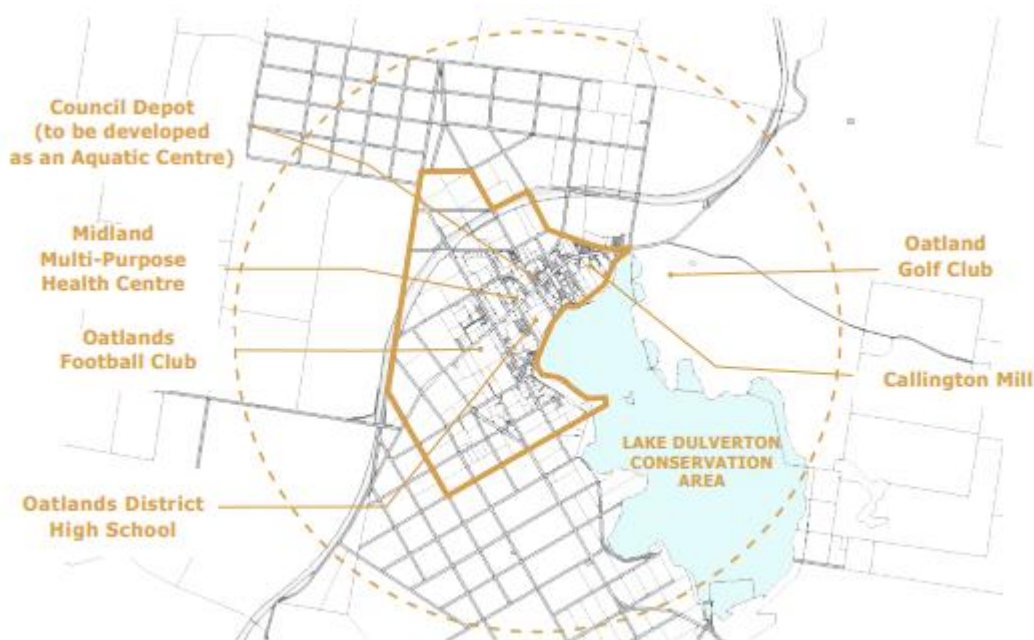 Council Depot
(to be developed
as an Aquatic Centre)
Midland
Multi-Purpose
Health Centre
Oatlands
Football Club
Oatlands District
High School
Oatland
Golf Club
Callington Mill
LAKE DULVERTON
CONSERVATION
AREA